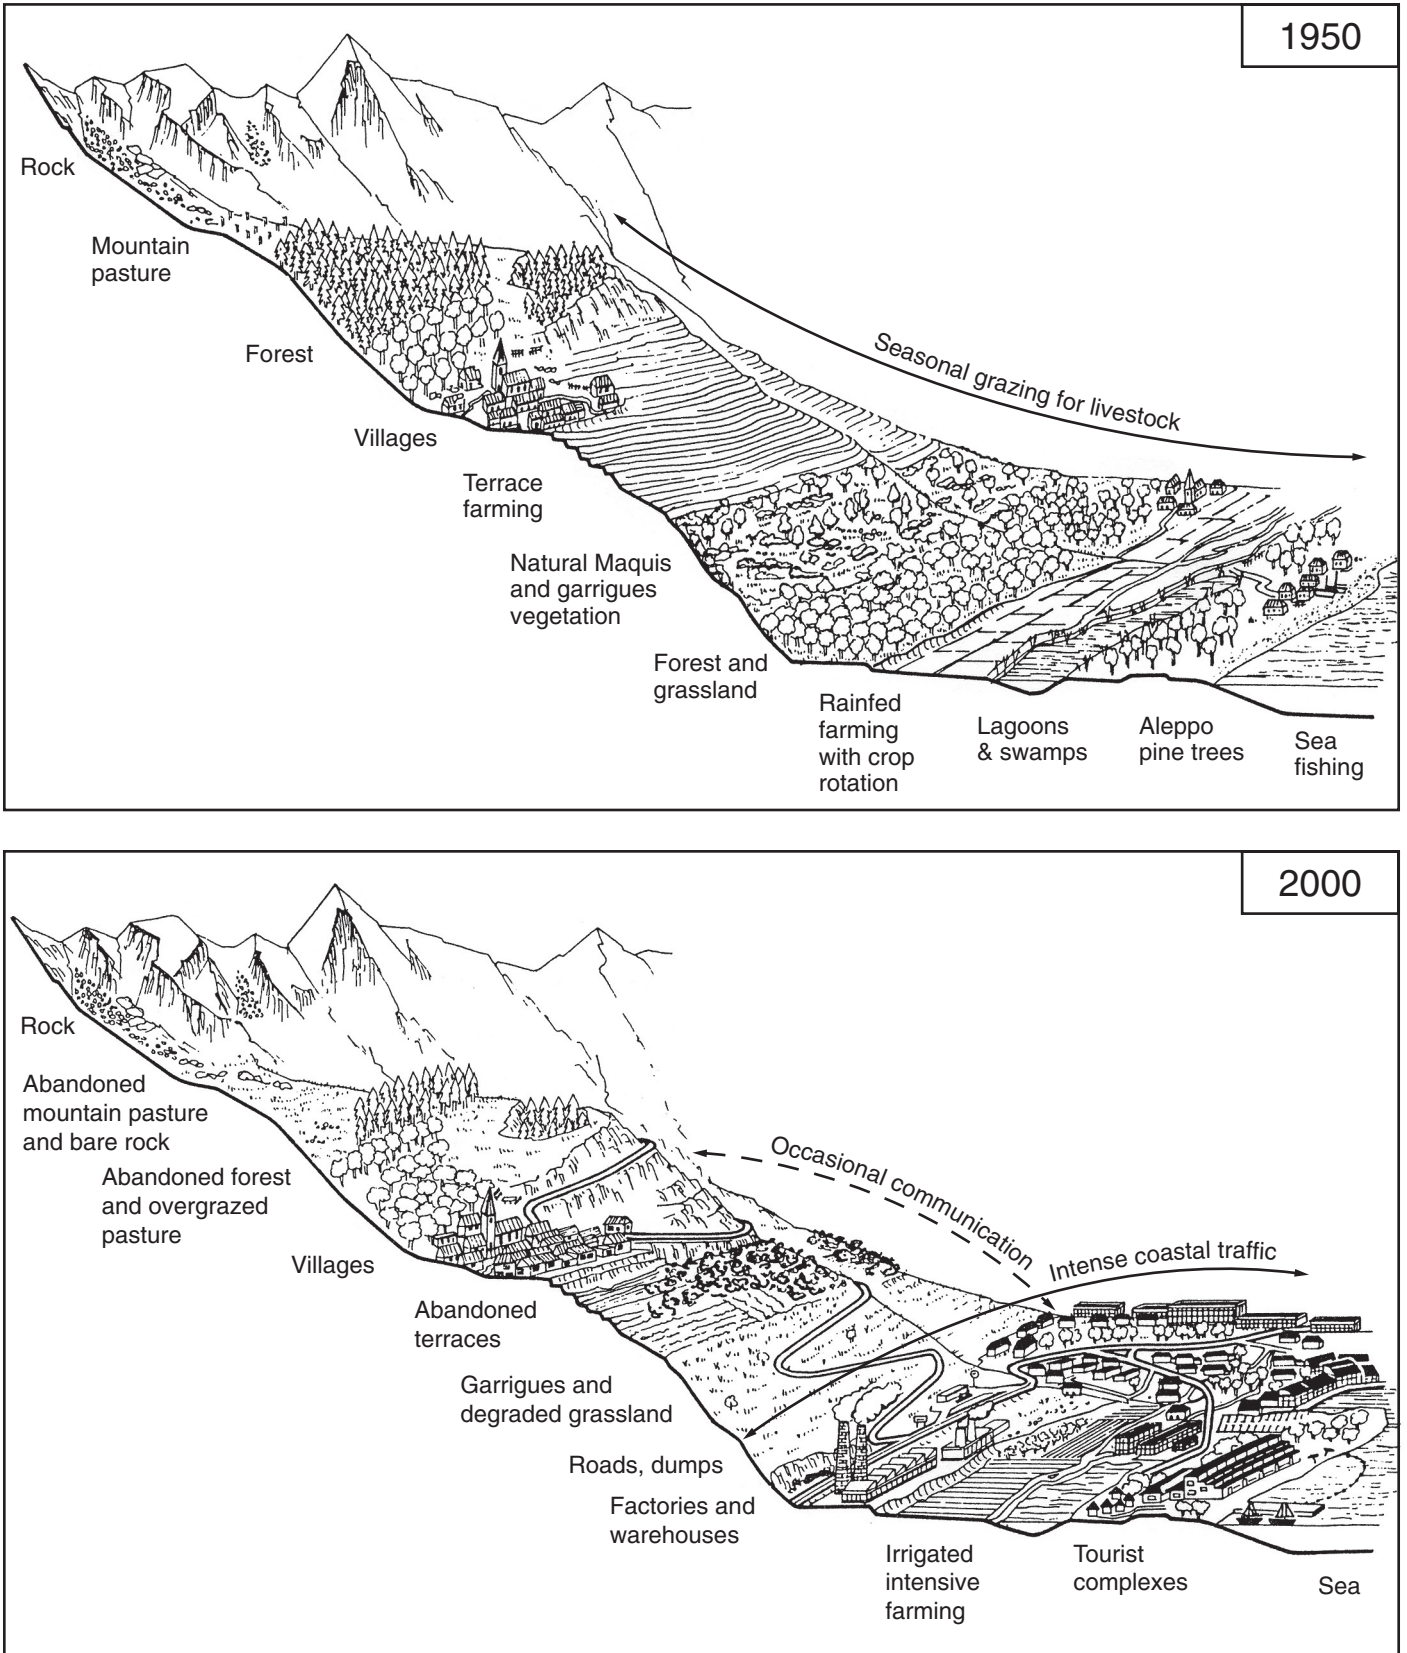 1950
Rock
Mountain
pasture
Forest
Seasonal grazing for livestock
Villages
Terrace
farming
Natural Maquis
and garrigues
vegetation
Forest and
grassland
Rainfed
farming
with crop
rotation
Lagoons
& swamps
Aleppo
pine trees
Sea
fishing
2000
Rock
Abandoned
mountain pasture
and bare rock
Abandoned forest
and overgrazed
pasture
Occasional communication
Intense coastal traffic
Villages
Abandoned
terraces
Garrigues and
degraded grassland
Roads, dumps
Factories and
warehouses
Irrigated
intensive
farming
Tourist
complexes
Sea